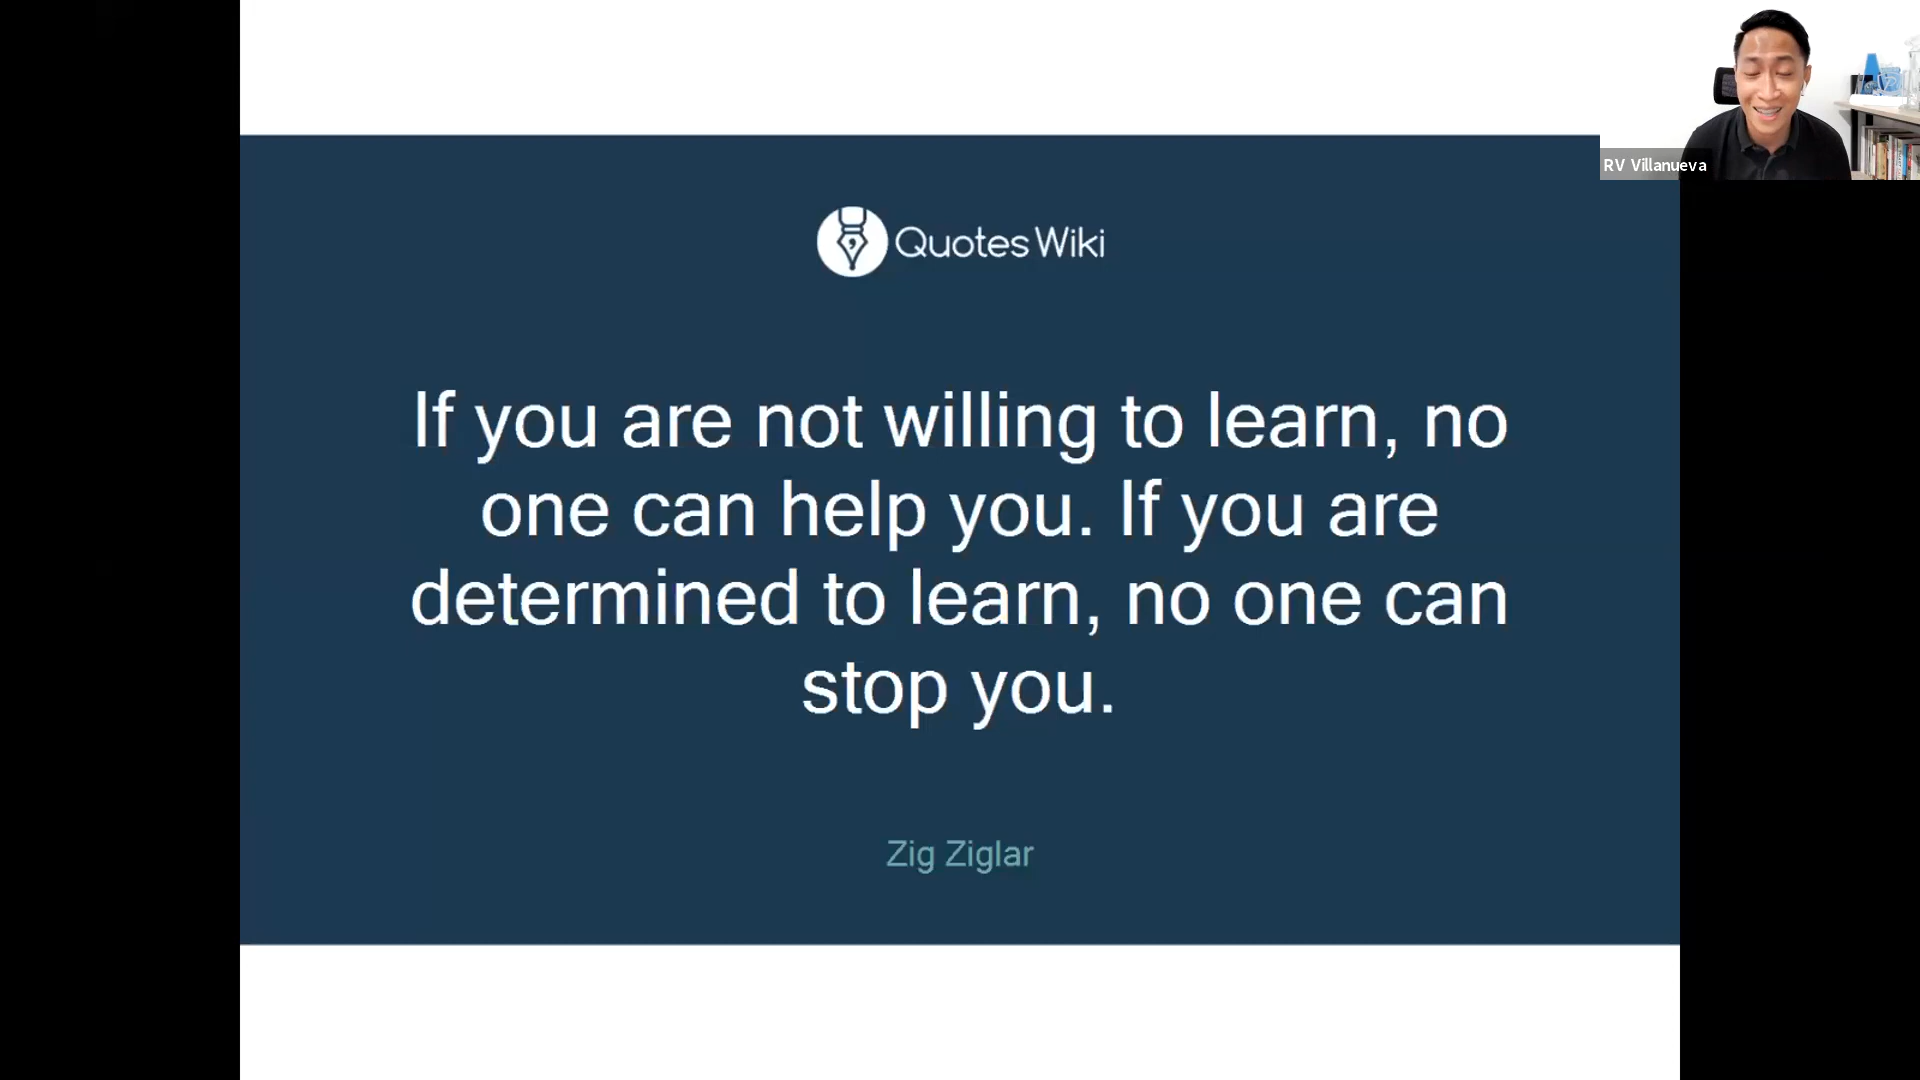 RV Villanueva
Quotes Wiki
If you are not willing to learn, no
one can help you. If you are
determined to learn, no one can
stop you.
Zig Ziglar